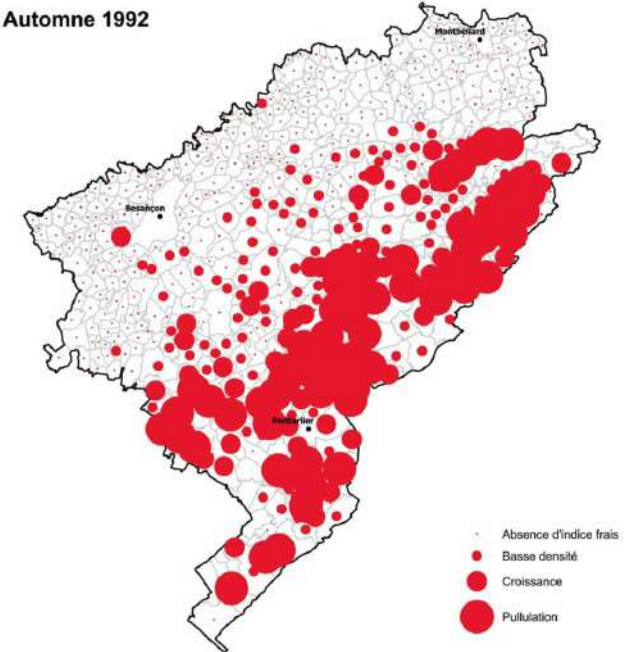 Automne 1992
Montbéliard
Besançon
Pontarlier
Absence d'indice frais
Basse densité
Croissance
Pullulation